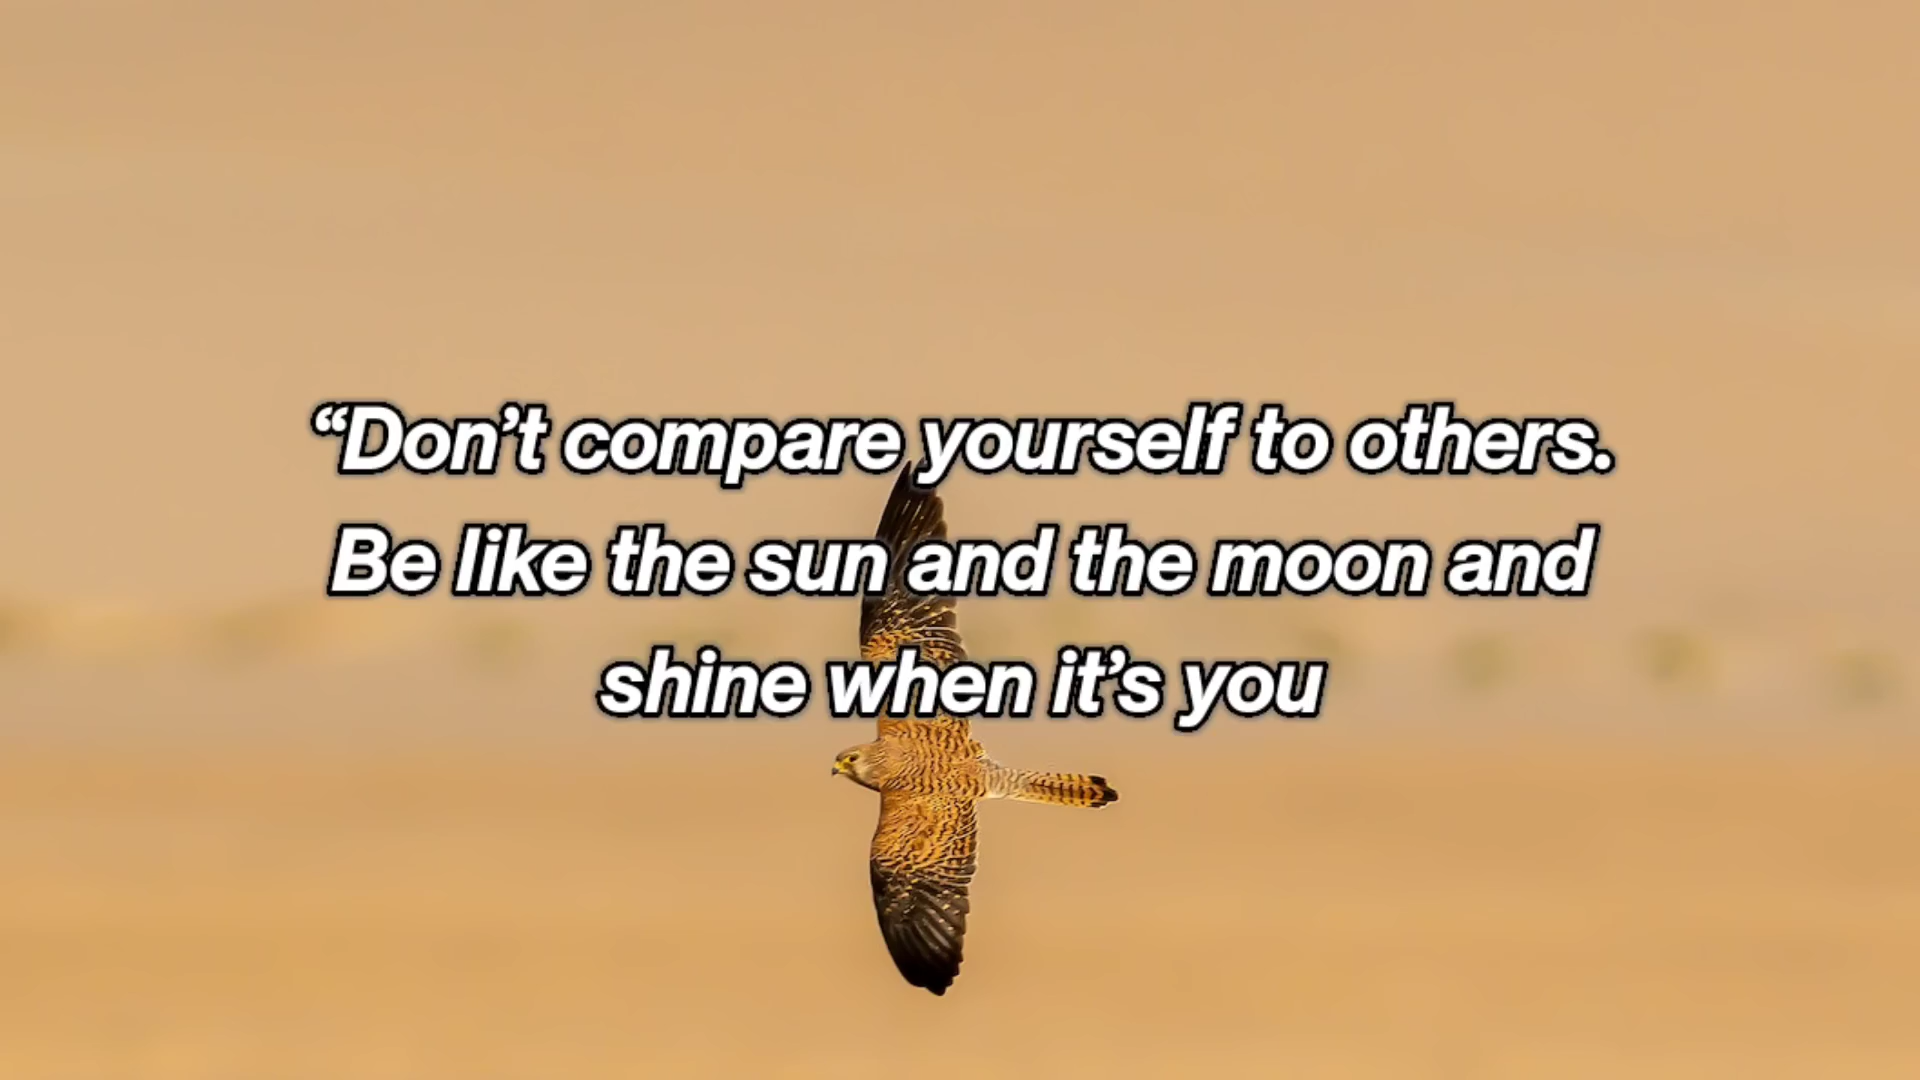 “Don’t compare yourself to others.
Be like the sun and the moon and
shine when it’s you